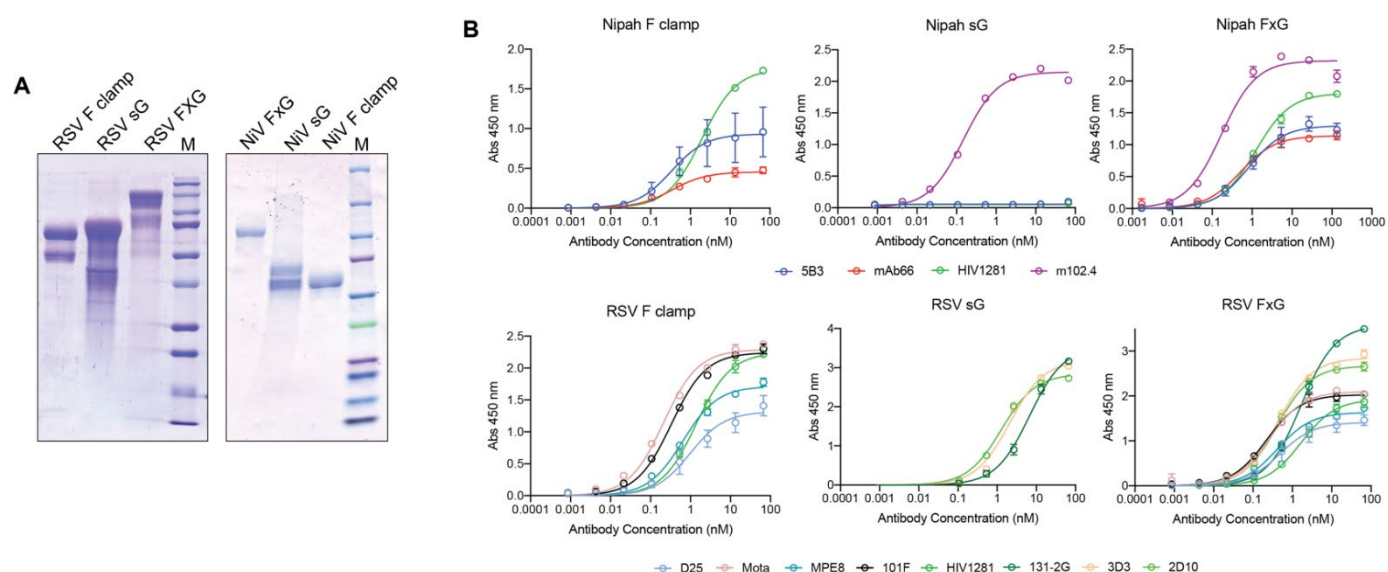 A
RSV F clamp
RSV sG
RSV FXG
M
NiV FXG
NiV sG
NiV F clamp
M
B
Nipah F clamp
Abs 450 nm
2.0
1.5
1.0
0.5
0.0
0.0001 0.001 0.01 0.1 1 10 100
Antibody Concentration (nM)
Nipah sG
Abs 450 nm
2.5
2.0
1.5
1.0
0.5
0.0
0.0001 0.001 0.01 0.1 1 10 100
Antibody Concentration (nM)
Nipah FxG
Abs 450 nm
2.5
2.0
1.5
1.0
0.5
0.0
0.001 0.01 0.1 1 10 100 1000
Antibody Concentration (nM)
5B3 mAb66 HIV1281 m102.4
RSV F clamp
Abs 450 nm
2.5
2.0
1.5
1.0
0.5
0.0
0.0001 0.001 0.01 0.1 1 10 100
Antibody Concentration (nM)
RSV sG
Abs 450 nm
4
3
2
1
0
0.0001 0.001 0.01 0.1 1 10 100
Antibody Concentration (nM)
RSV FxG
Abs 450 nm
3
2
1
0
0.0001 0.001 0.01 0.1 1 10 100
Antibody Concentration (nM)
D25 Mota MPE8 101F HIV1281 131-2G 3D3 2D10